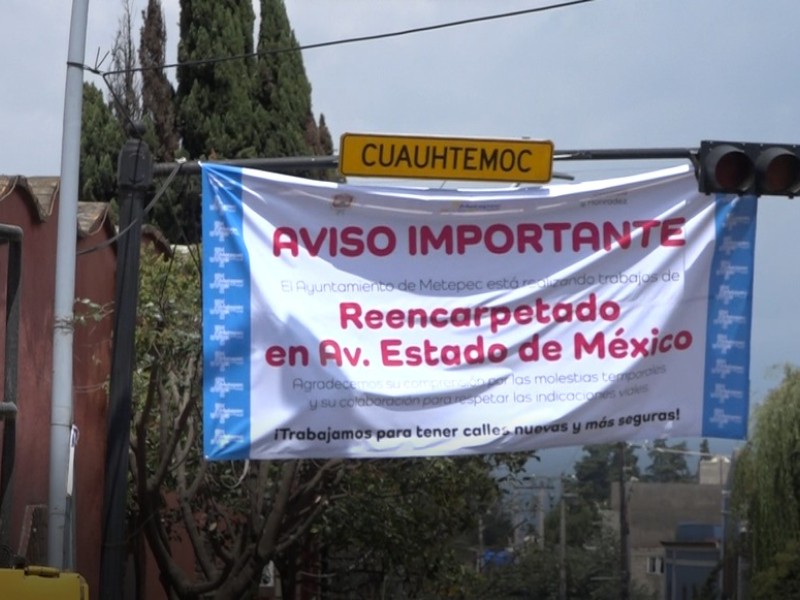 CUAUHTEMOC
AVISO IMPORTANTE
El Ayuntamiento de Metepec está realizando trabajos de
Reencarpetado
en Av. Estado de México
Agradecemos su comprensión por las molestias temporales
y su colaboración para respetar las indicaciones viales
¡Trabajamos para tener calles nuevas y más seguras!